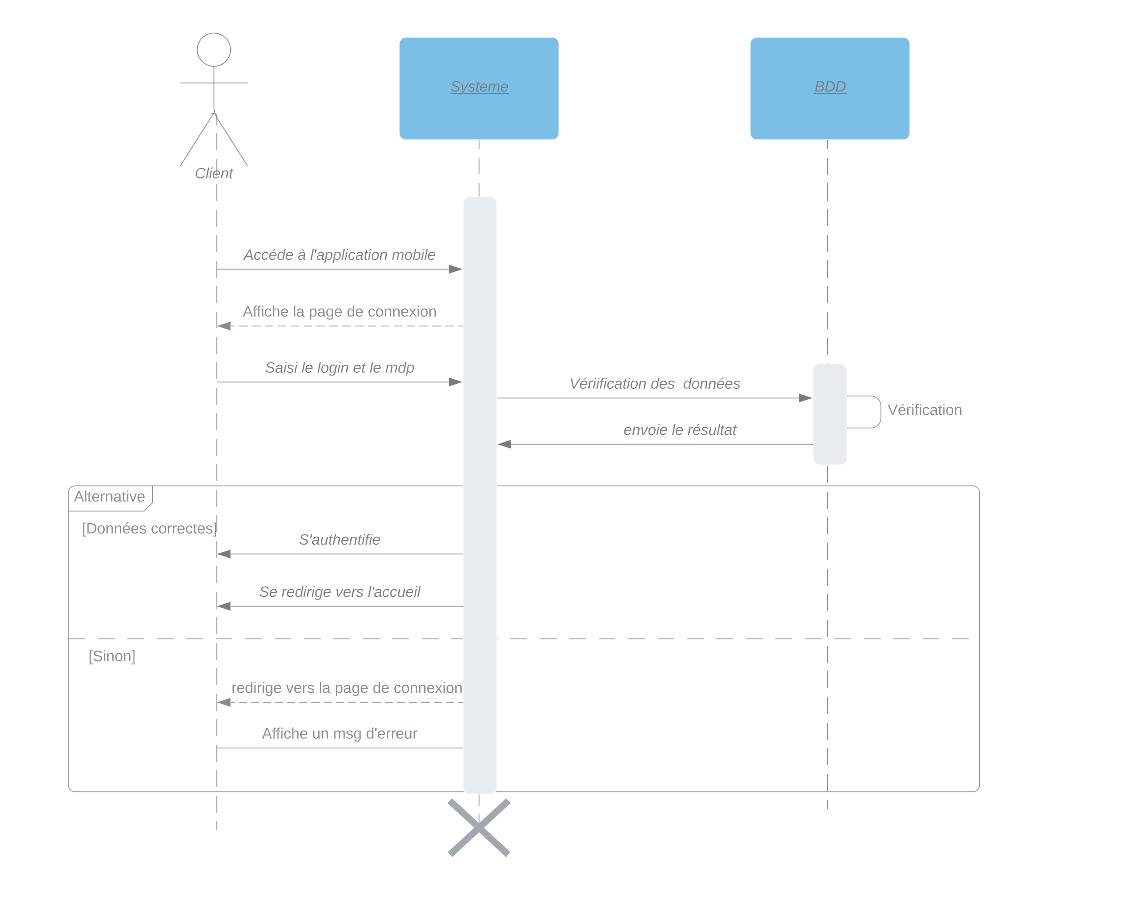 Systeme
BDD
Client
Accéde à l'application mobile
Affiche la page de connexion
Saisi le login et le mdp
Vériification des  données
Vérification
envoie le résultat
Alternative
[Données correctes]
S'authentifie
Se redirige vers l'accueil
[Sinon]
redirige vers la page de connexion
Affiche un msg d'erreur